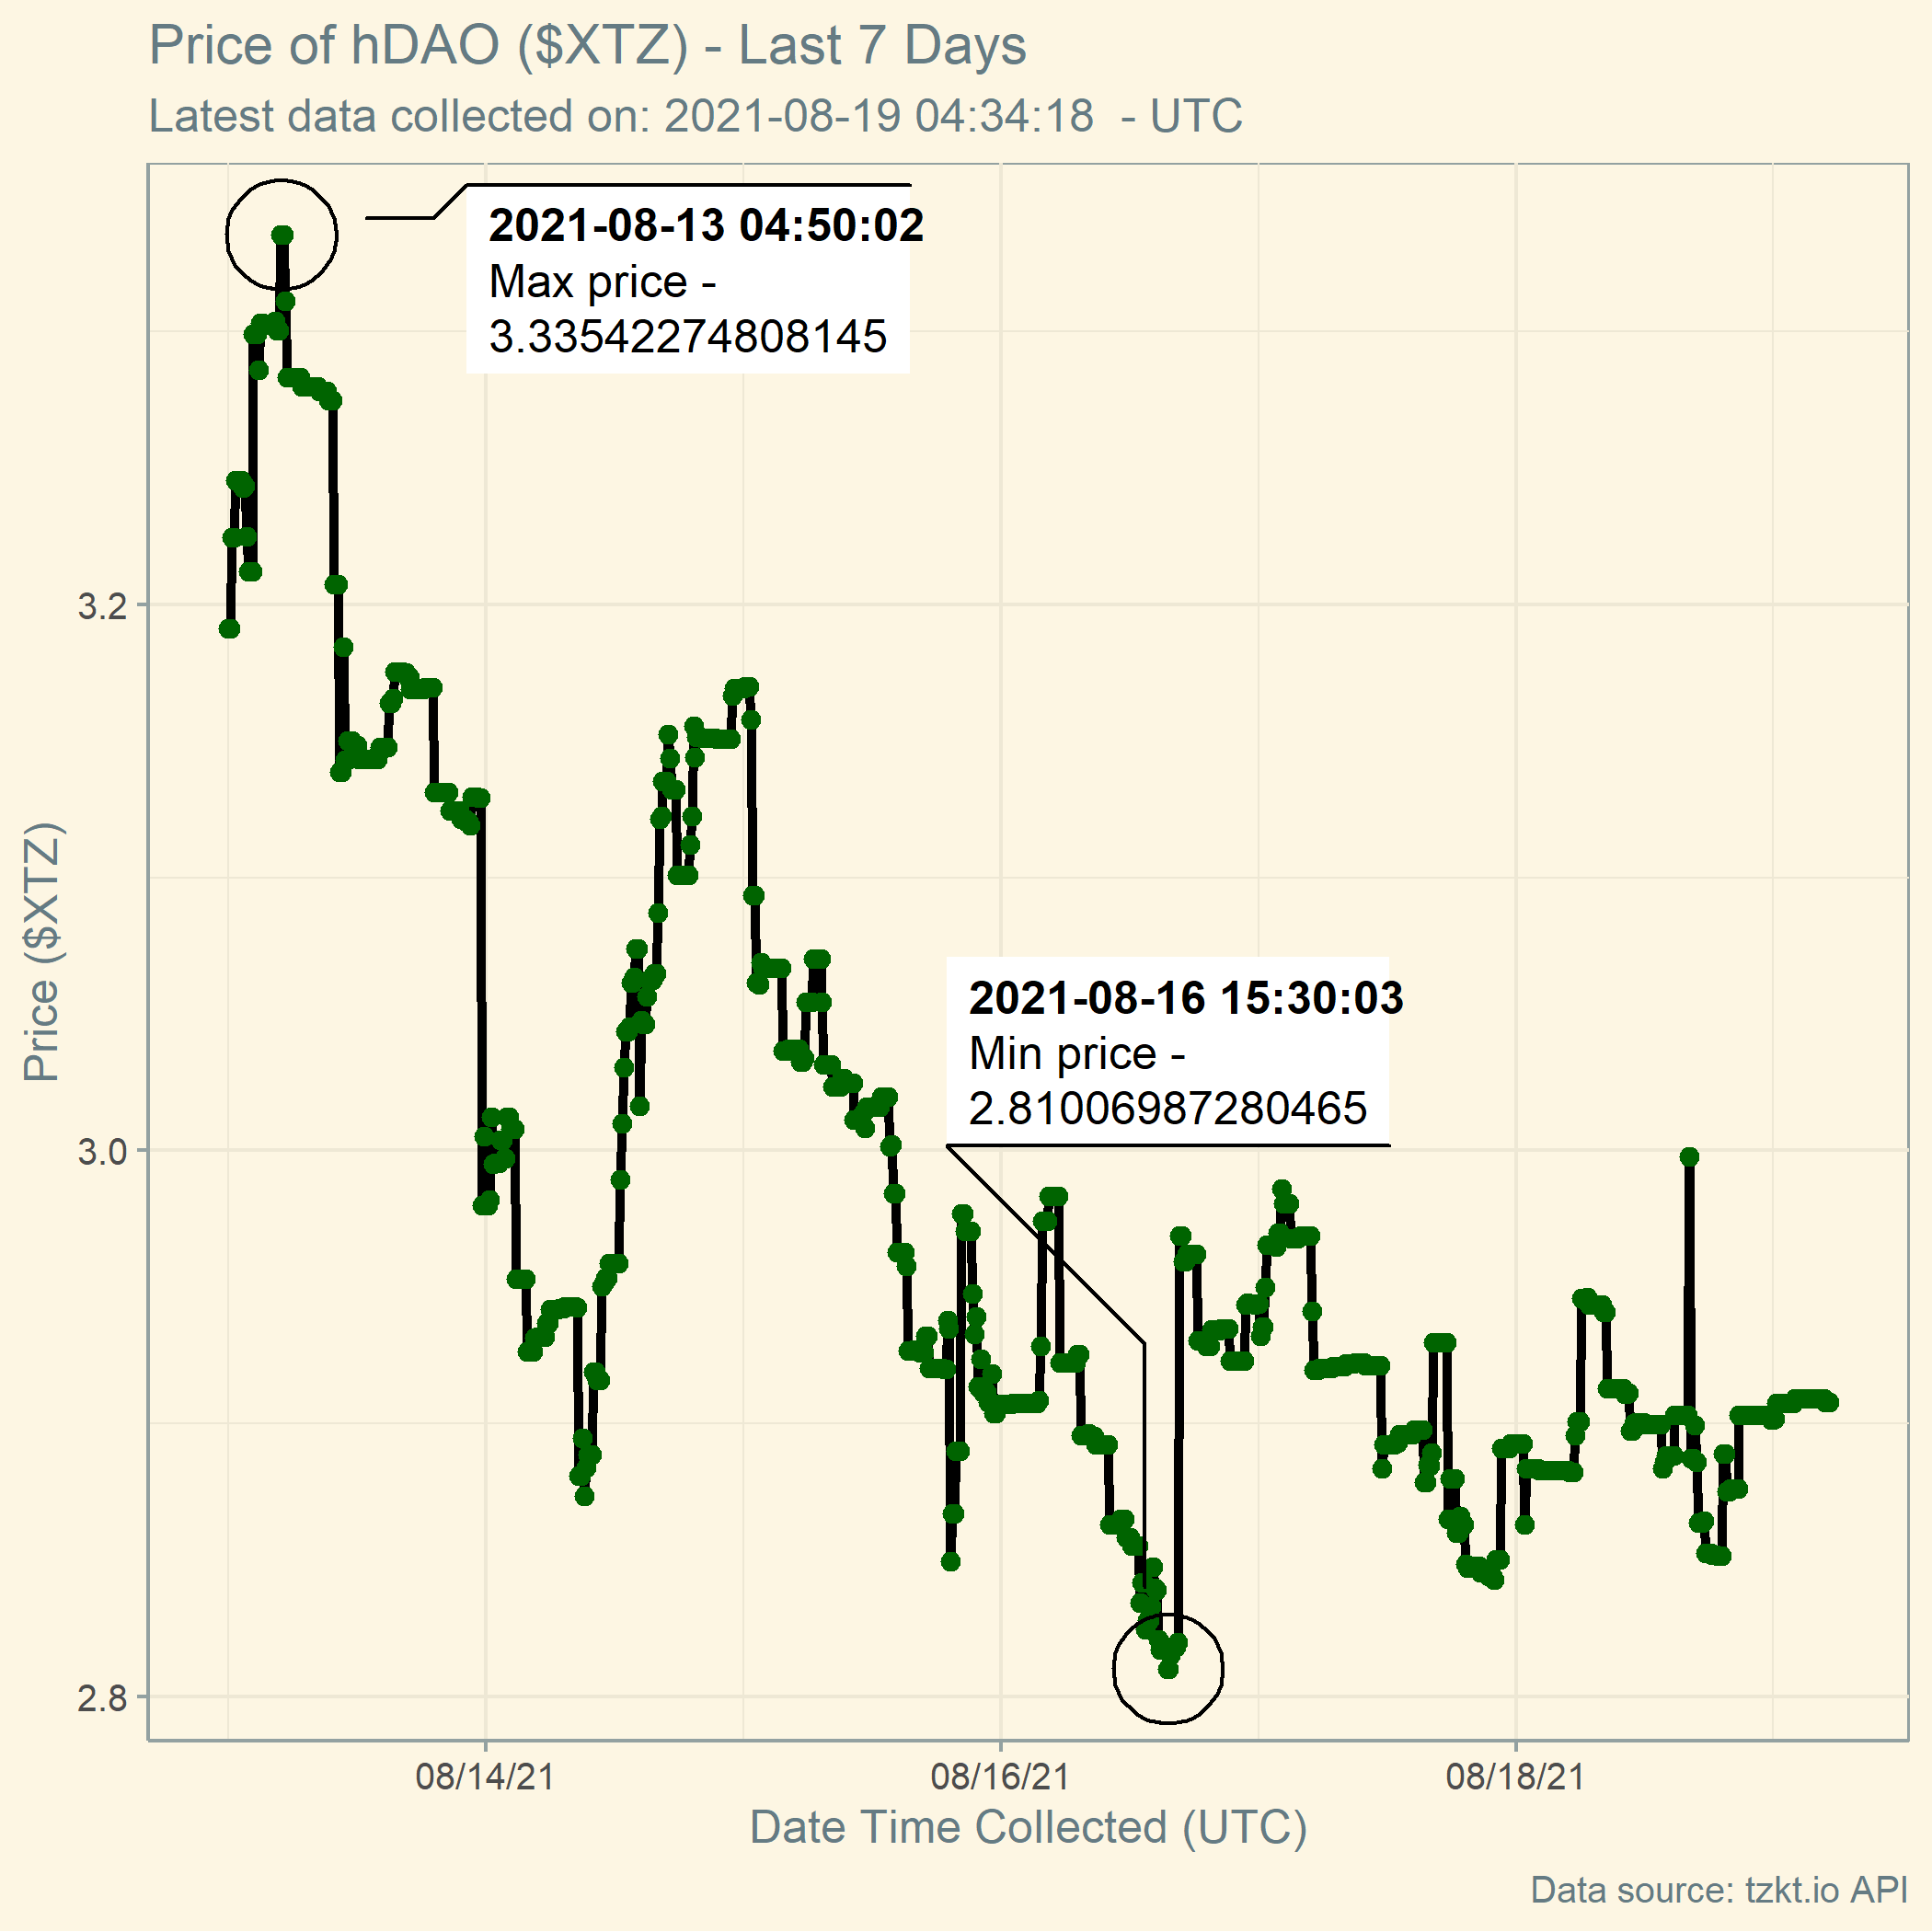 Price of hDAO ($XTZ) - Last 7 Days
Latest data collected on: 2021-08-19 04:34:18  - UTC
2021-08-13 04:50:02
Max price -
3.33542274808145
3.2
Price ($XTZ)
2021-08-16 15:30:03
Min price -
2.81006987280465
3.0
2.8
08/14/21
08/16/21
08/18/21
Date Time Collected (UTC)
Data source: tzkt.io API